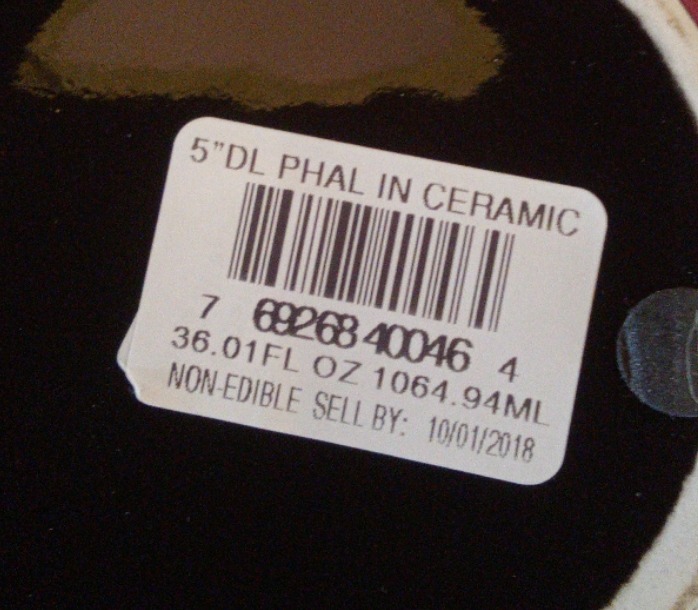 5"DL PHAL IN CERAMIC
7 69268 40046 4
36.01FL OZ 1064.94ML
NON-EDIBLE SELL BY: 10/01/2018